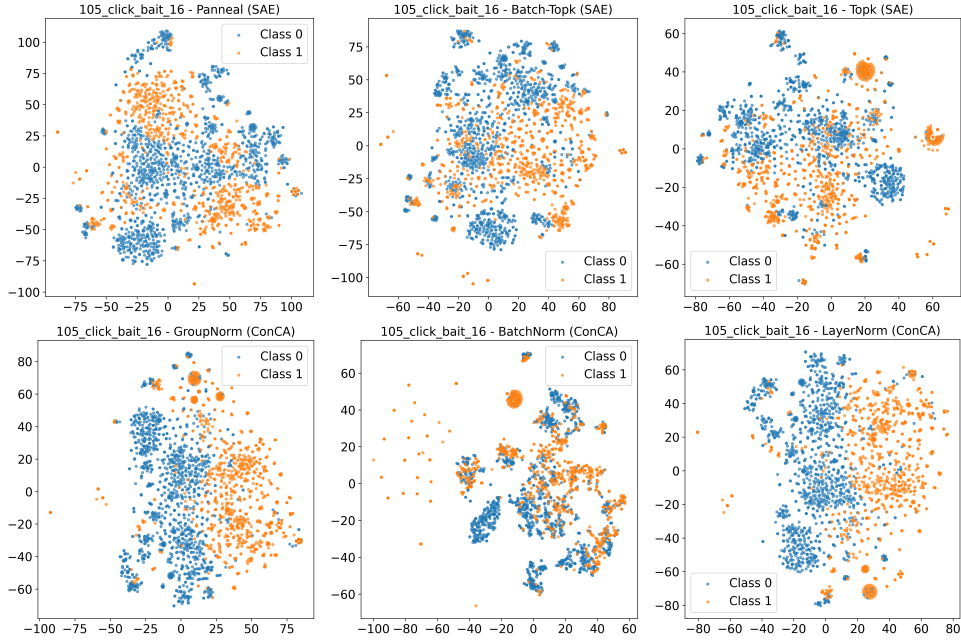 105_click_bait_16 - Panneal (SAE)
Class 0
Class 1
100
75
50
25
0
−25
−50
−75
−100
−75 −50 −25 0 25 50 75 100
105_click_bait_16 - Batch-Topk (SAE)
75
50
25
0
−25
−50
−75
−100
Class 0
Class 1
−60 −40 −20 0 20 40 60 80
105_click_bait_16 - Topk (SAE)
60
40
20
0
−20
−40
−60
Class 0
Class 1
−80 −60 −40 −20 0 20 40 60
105_click_bait_16 - GroupNorm (ConCA)
Class 0
Class 1
80
60
40
20
0
−20
−40
−60
−100 −75 −50 −25 0 25 50 75
105_click_bait_16 - BatchNorm (ConCA)
Class 0
Class 1
60
40
20
0
−20
−40
−60
−100 −80 −60 −40 −20 0 20 40 60
105_click_bait_16 - LayerNorm (ConCA)
60
40
20
0
−20
−40
−60
−80
Class 0
Class 1
−80 −60 −40 −20 0 20 40 60 80